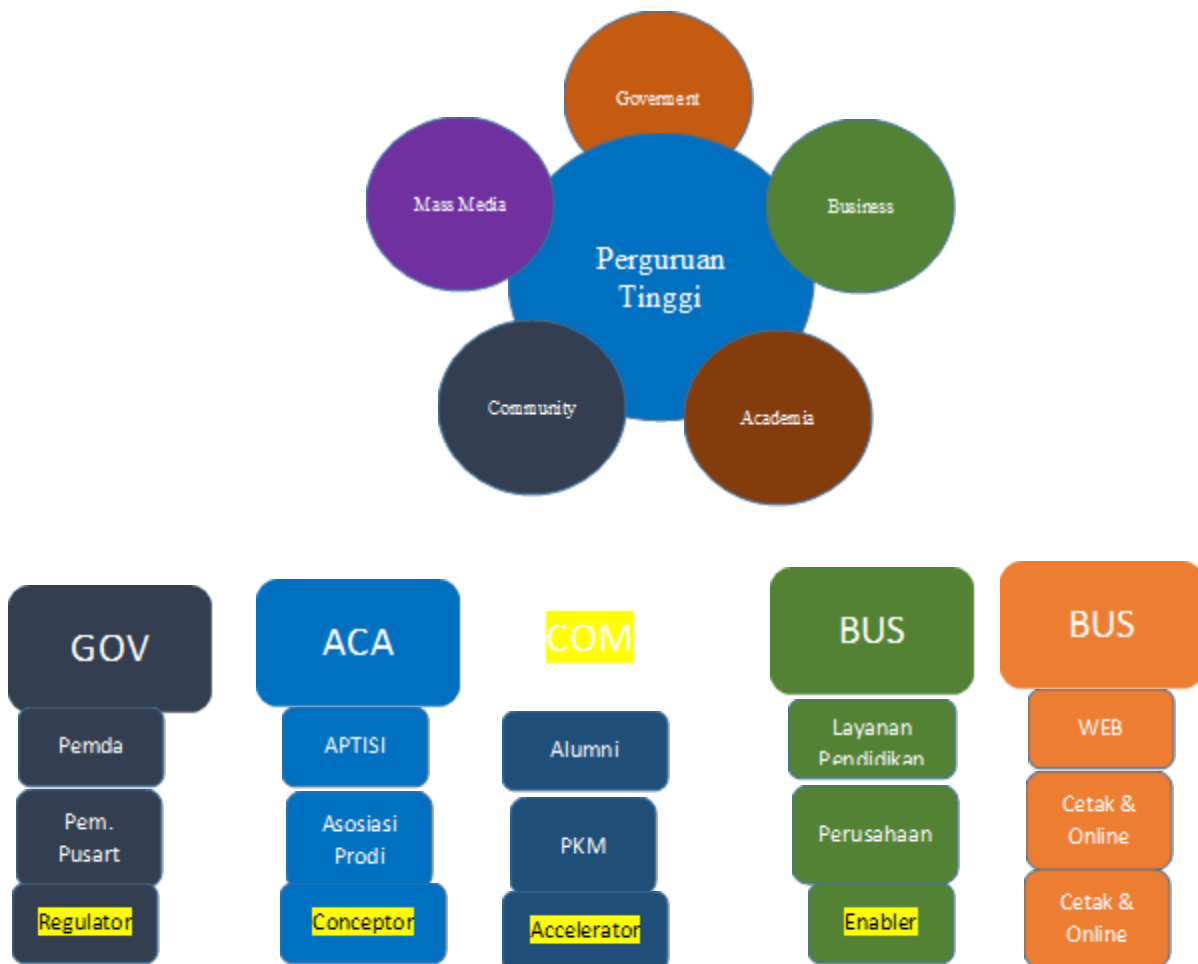 Goverment
Mass Media
Business
Perguruan
Tinggi
Community
Academia
GOV
ACA
COM
BUS
BUS
Pemda
APTISI
Alumni
Layanan
Pendidikan
WEB
Pem.
Pusart
Asosiasi
Prodi
PKM
Perusahaan
Cetak &
Online
Regulator
Conceptor
Accelerator
Enabler
Cetak &
Online